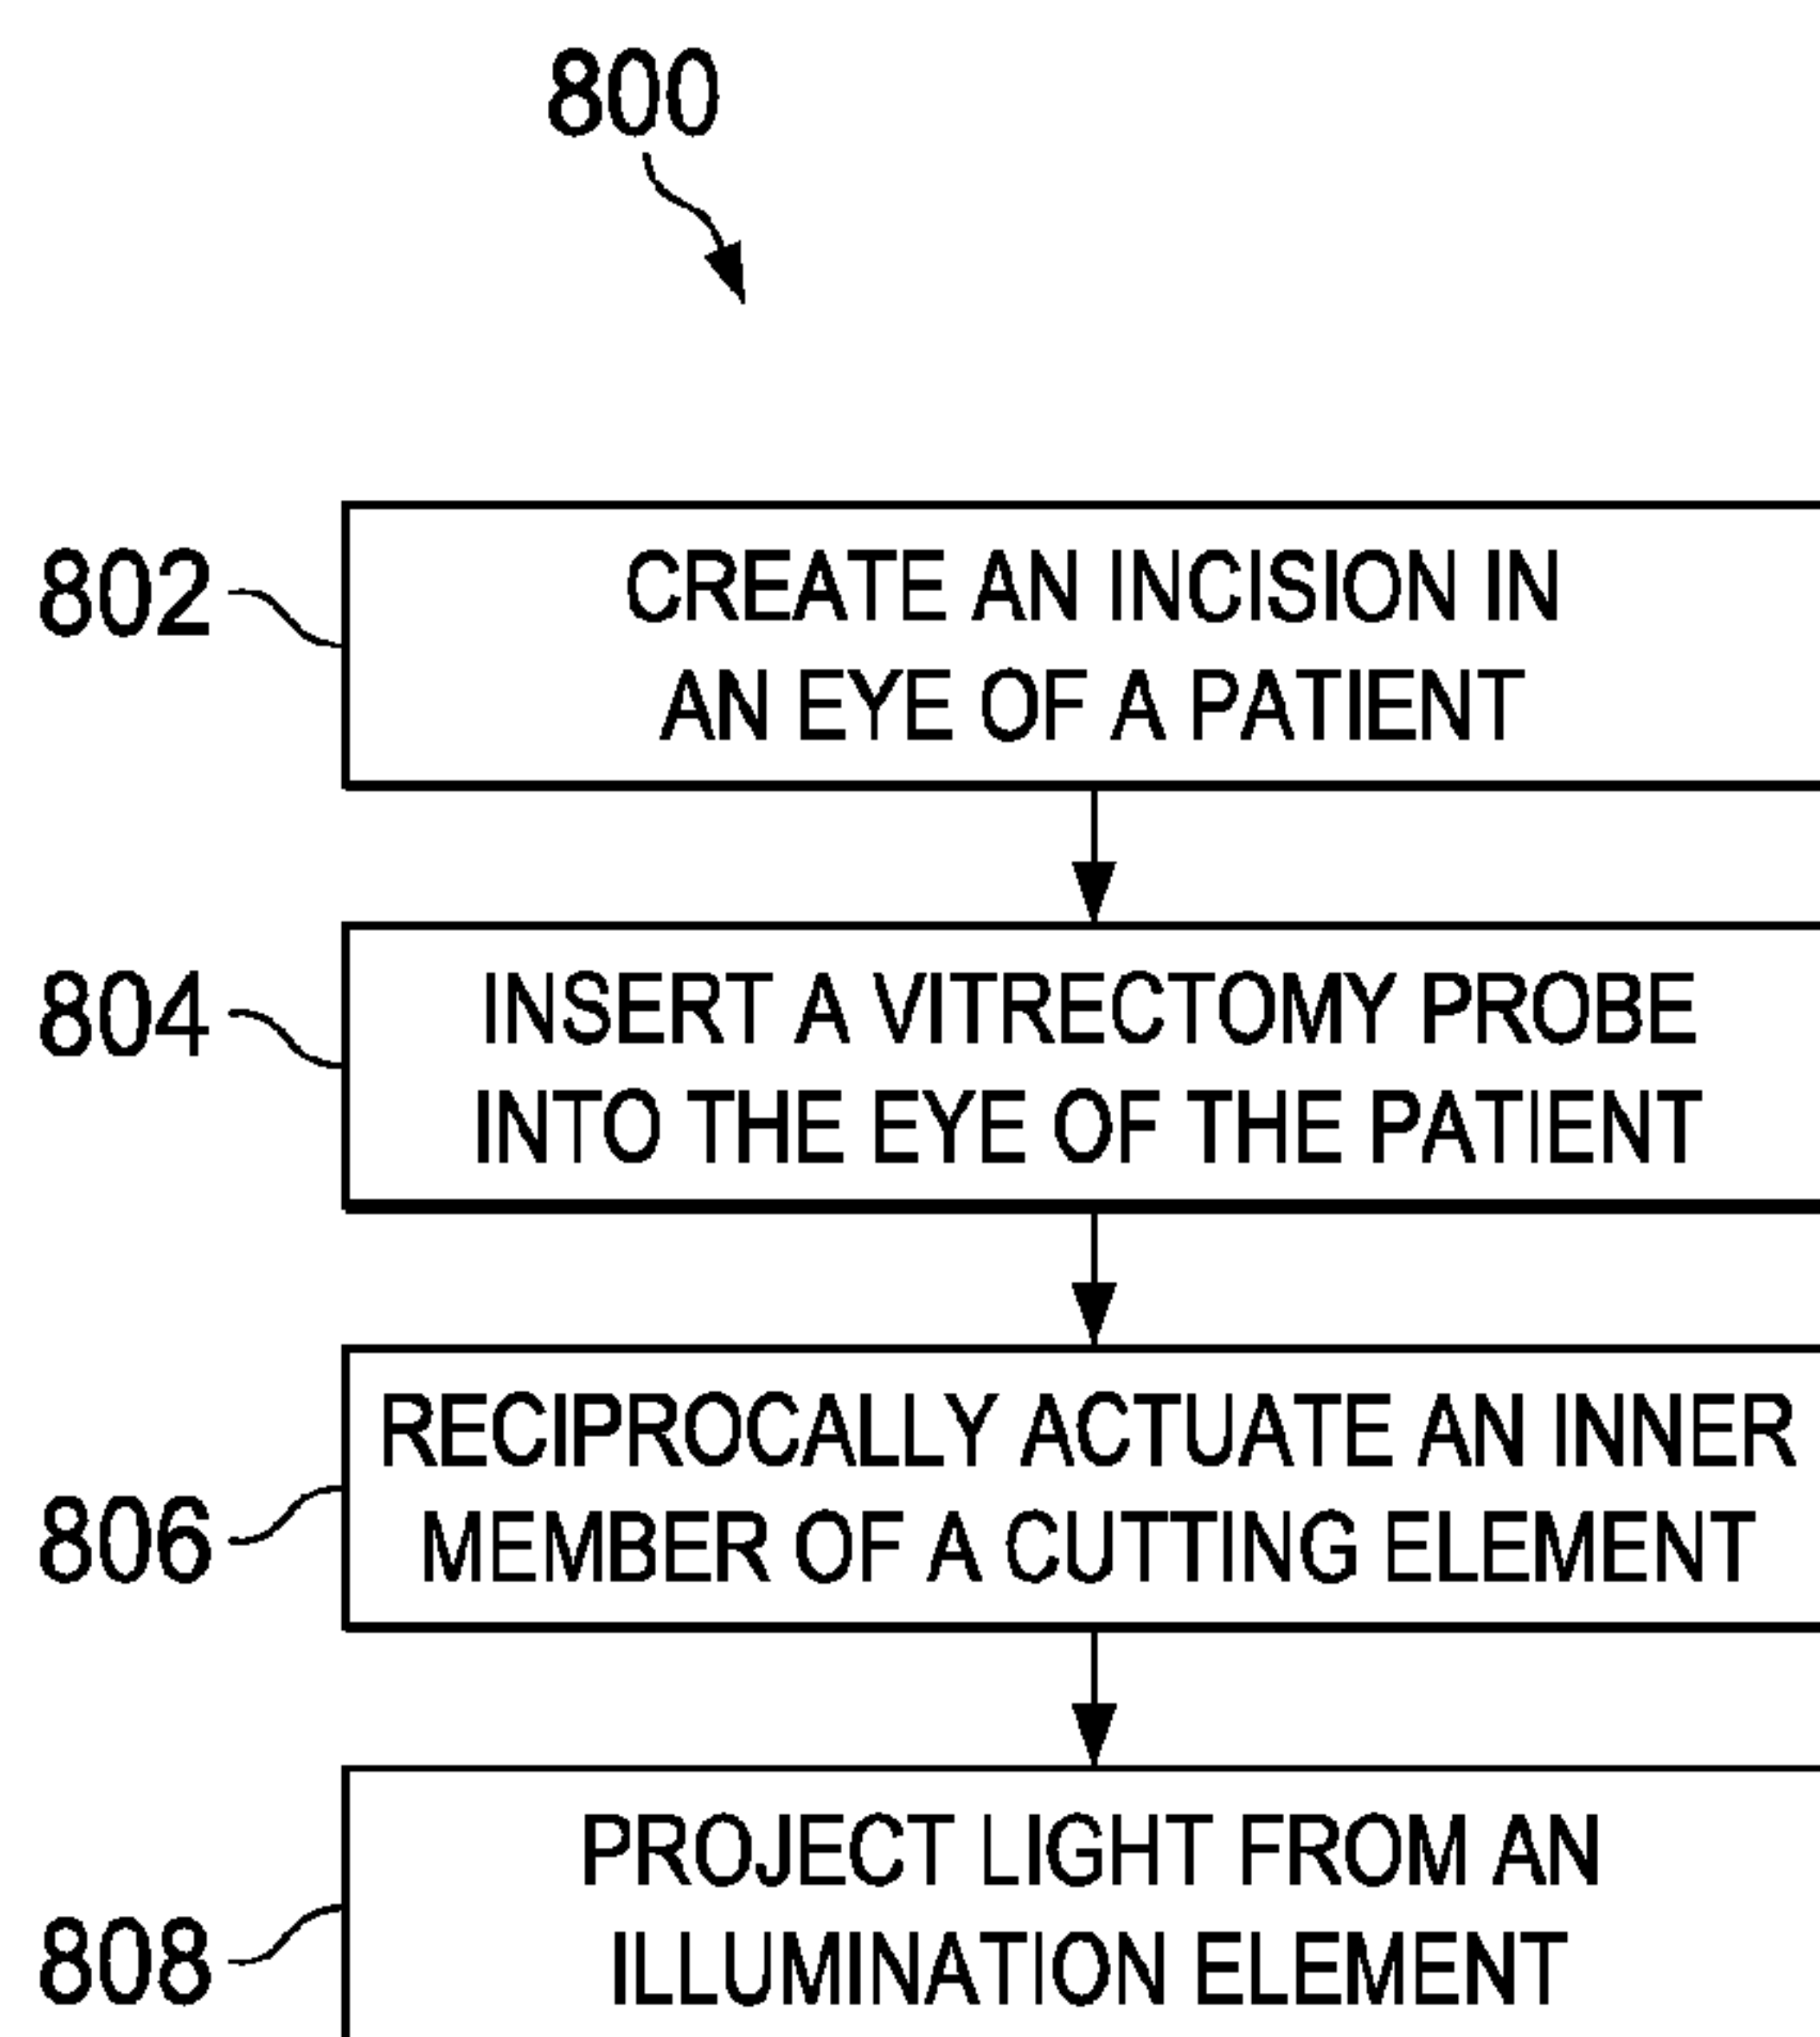 800
802
CREATE AN INCISION IN
AN EYE OF A PATIENT
804
INSERT A VITRECTOMY PROBE
INTO THE EYE OF THE PATIENT
806
RECIPROCALLY ACTUATE AN INNER
MEMBER OF A CUTTING ELEMENT
808
PROJECT LIGHT FROM AN
ILLUMINATION ELEMENT